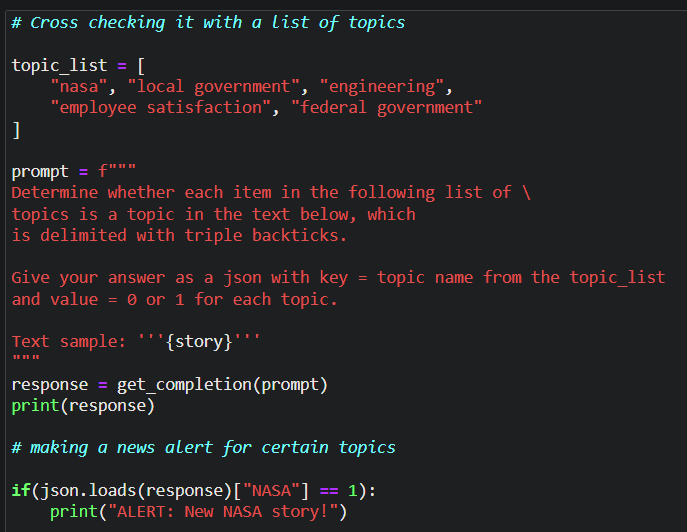 # Cross checking it with a list of topics
topic_list = [
    "nasa", "local government", "engineering",
    "employee satisfaction", "federal government"
]
prompt = f"""
Determine whether each item in the following list of \
topics is a topic in the text below, which
is delimited with triple backticks.
Give your answer as a json with key = topic name from the topic_list
and value = 0 or 1 for each topic.
Text sample: '''{story}'''
"""
response = get_completion(prompt)
print(response)
# making a news alert for certain topics
if(json.loads(response)["NASA"] == 1):
    print("ALERT: New NASA story!")